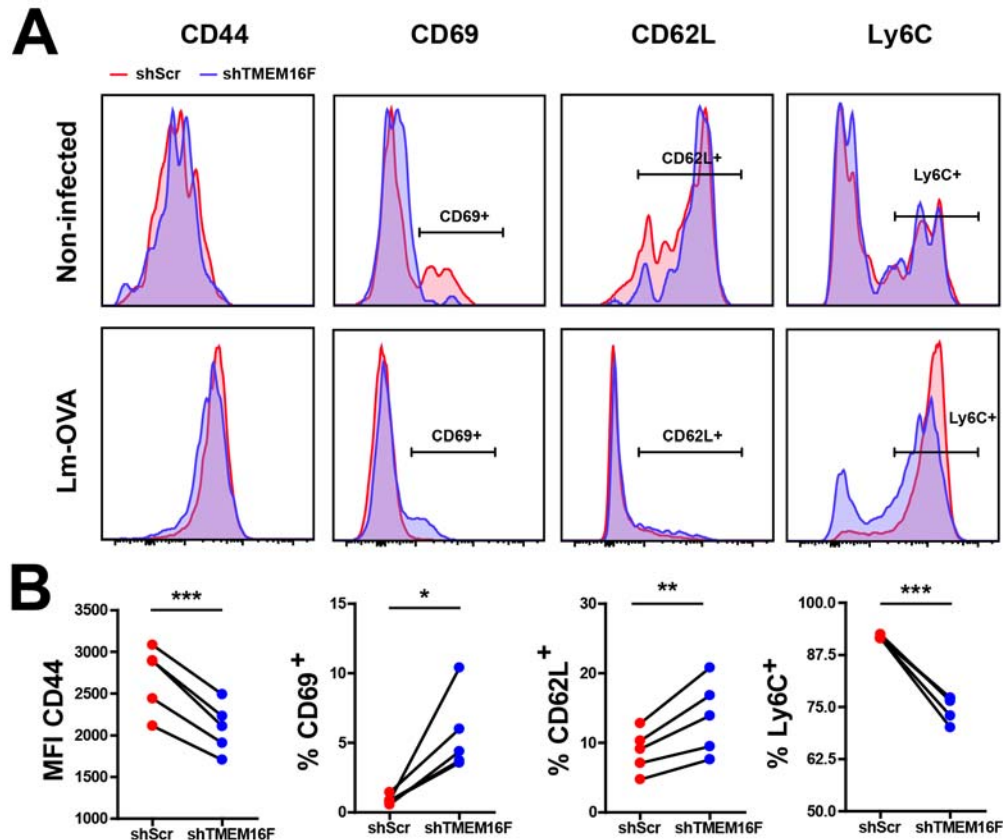 A
CD44 CD69 CD62L Ly6C
shScr shTMEM16F
Non-infected
CD69+
CD62L+
Ly6C+
Lm-OVA
CD69+
CD62L+
Ly6C+
B
MFI CD44
3500
3000
2500
2000
1500
1000
***
shScr shTMEM16F
% CD69+
15
10
5
0
*
shScr shTMEM16F
% CD62L+
30
20
10
0
**
shScr shTMEM16F
% Ly6C+
100.0
87.5
75.0
62.5
50.0
***
shScr shTMEM16F